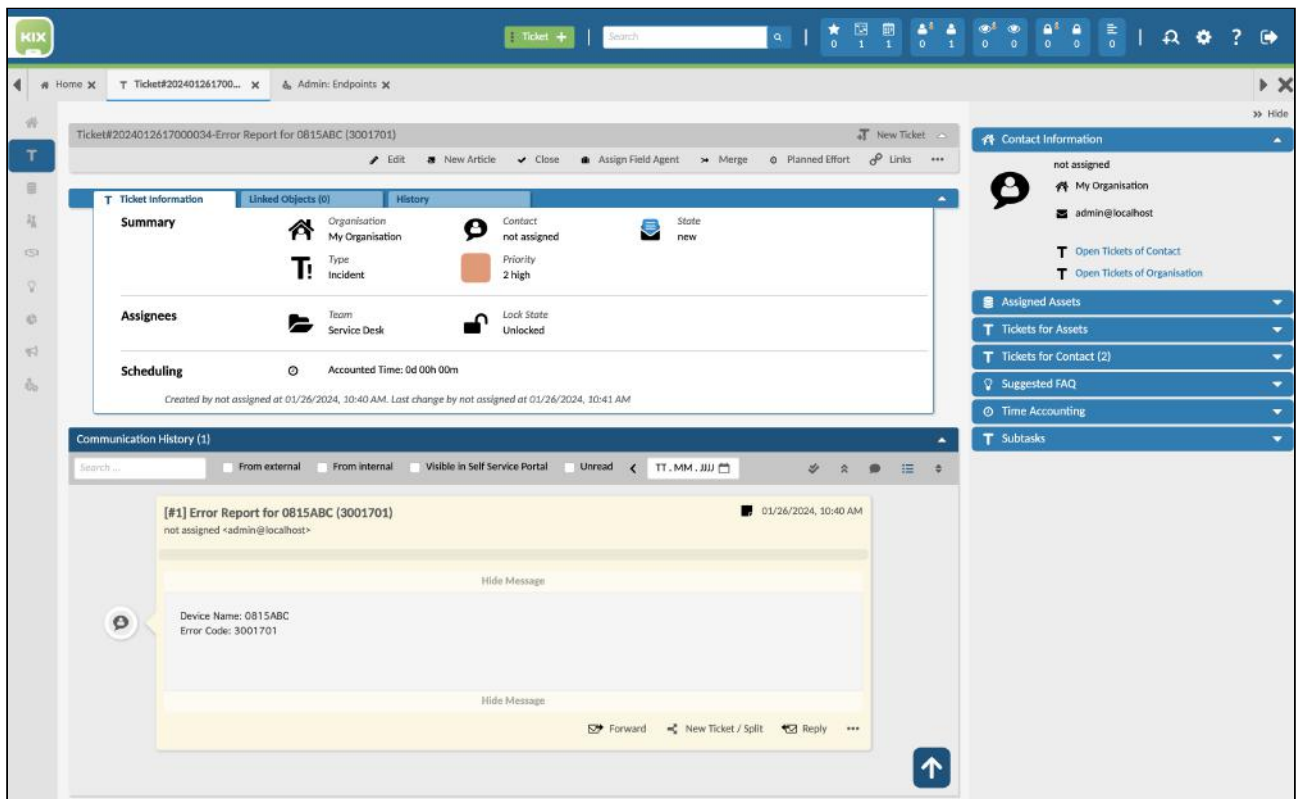 KIX
Ticket +
Search
0 1 1 0 1 0 0 0 0 0
Home
Ticket#202401261700...
Admin: Endpoints
Hide
Ticket#2024012617000034-Error Report for 0815ABC (3001701)
New Ticket
Edit New Article Close Assign Field Agent Merge Planned Effort Links
Ticket Information Linked Objects (0) History
Summary
Organisation
My Organisation
Contact
not assigned
State
new
Type
Incident
Priority
2 high
Assignees
Team
Service Desk
Lock State
Unlocked
Scheduling
Accounted Time: 0d 00h 00m
Created by not assigned at 01/26/2024, 10:40 AM. Last change by not assigned at 01/26/2024, 10:41 AM
Communication History (1)
Search ... From external From internal Visible in Self Service Portal Unread TT.MM.JJJJ
[#1] Error Report for 0815ABC (3001701)
01/26/2024, 10:40 AM
not assigned <admin@localhost>
Hide Message
Device Name: 0815ABC
Error Code: 3001701
Hide Message
Forward New Ticket / Split Reply
Contact Information
not assigned
My Organisation
admin@localhost
Open Tickets of Contact
Open Tickets of Organisation
Assigned Assets
Tickets for Assets
Tickets for Contact (2)
Suggested FAQ
Time Accounting
Subtasks